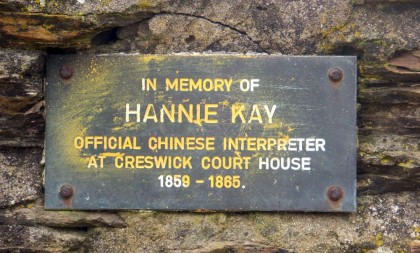 IN MEMORY OF
HANNIE KAY
OFFICIAL CHINESE INTERPRETER
AT CRESWICK COURT HOUSE
1859 - 1865.